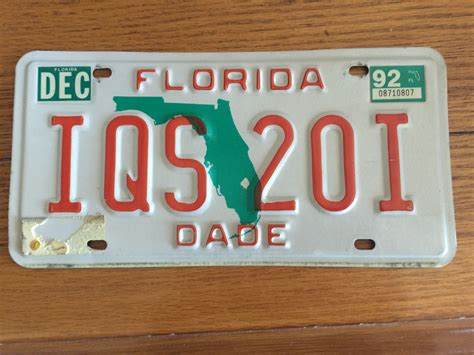 FLORIDA
DEC
FLORIDA
92
08710807
IQS 20I
DADE